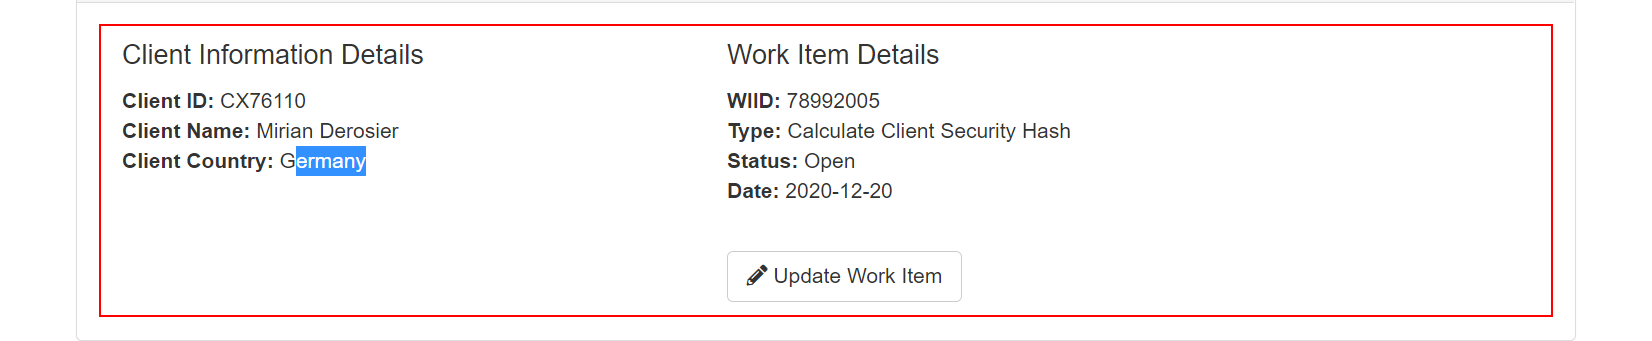 Client Information Details
Client ID: CX76110
Client Name: Mirian Derosier
Client Country: Germany
Work Item Details
WIID: 78992005
Type: Calculate Client Security Hash
Status: Open
Date: 2020-12-20
Update Work Item